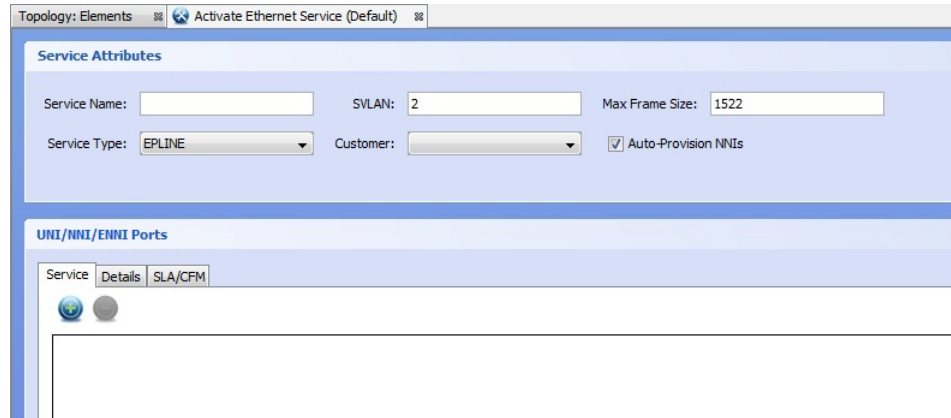 Topology: Elements Activate Ethernet Service (Default)
Service Attributes
Service Name: SVLAN: 2 Max Frame Size: 1522
Service Type: EPLINE Customer: Auto-Provision NNIs
UNI/NNI/ENNI Ports
Service Details SLA/CFM